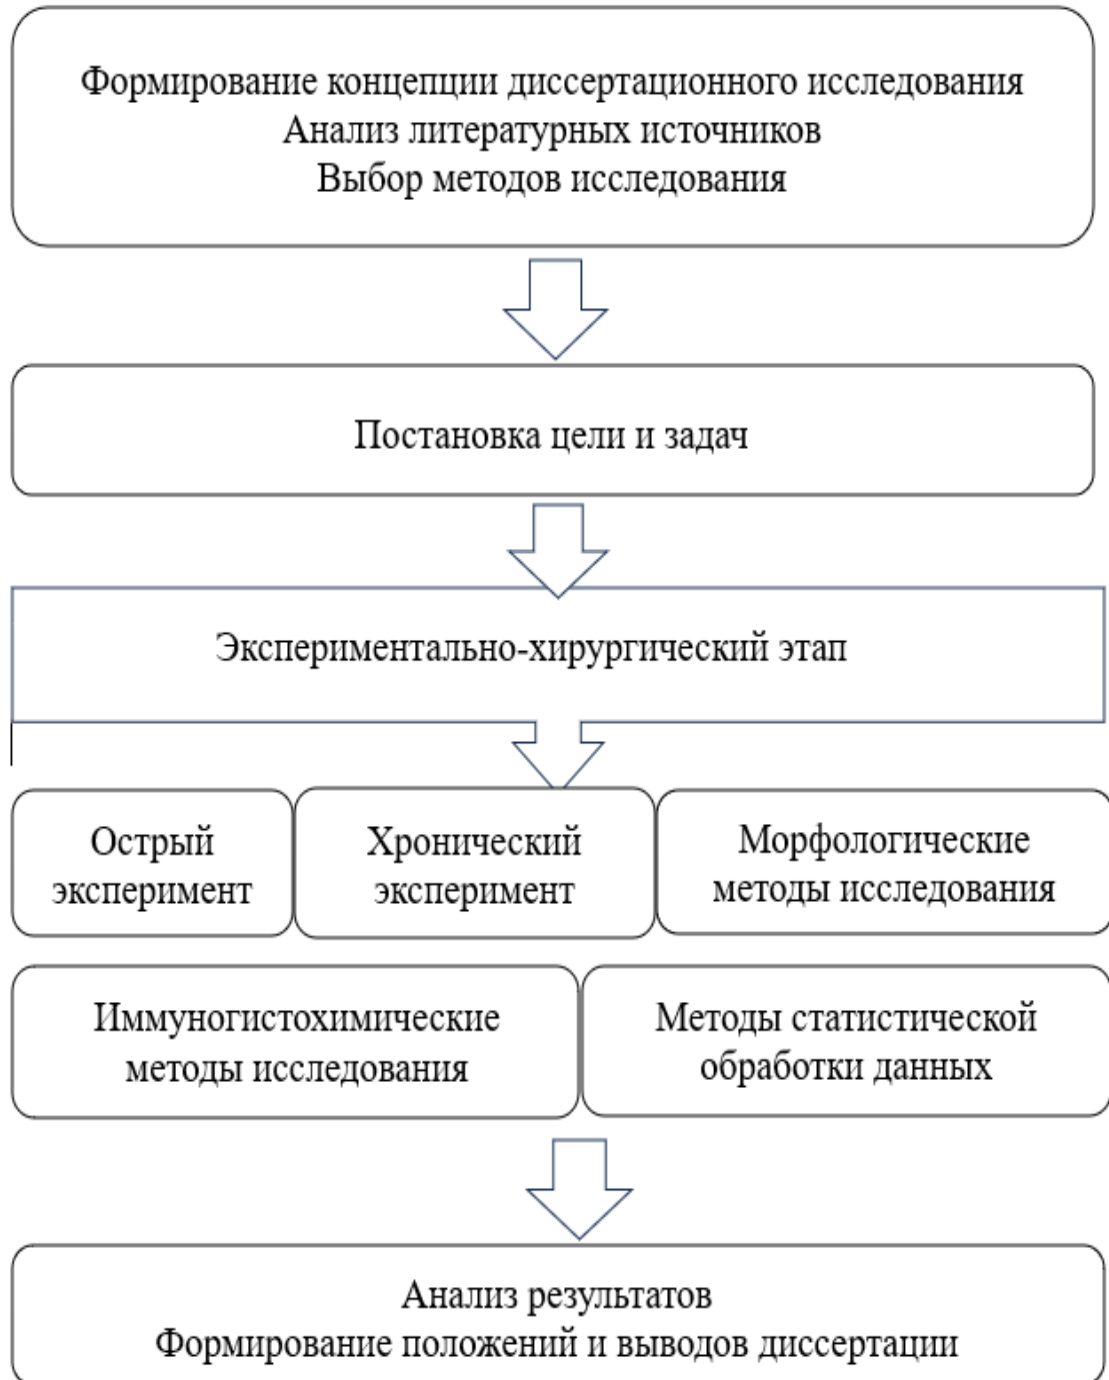 Формирование концепции диссертационного исследования
Анализ литературных источников
Выбор методов исследования
Постановка цели и задач
Экспериментально-хирургический этап
Острый
эксперимент
Хронический
эксперимент
Морфологические
методы исследования
Иммуногистохимические
методы исследования
Методы статистической
обработки данных
Анализ результатов
Формирование положений и выводов диссертации